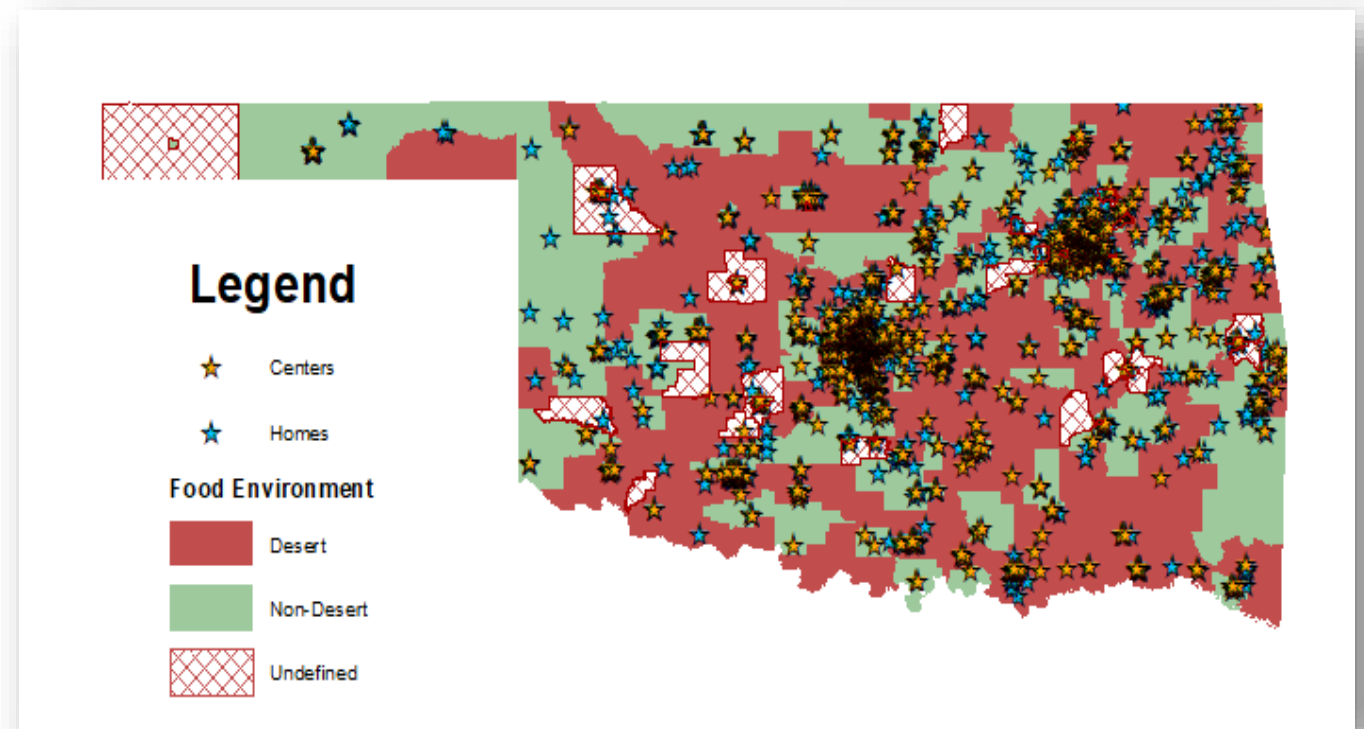 Legend
Centers
Homes
Food Environment
Desert
Non-Desert
Undefined